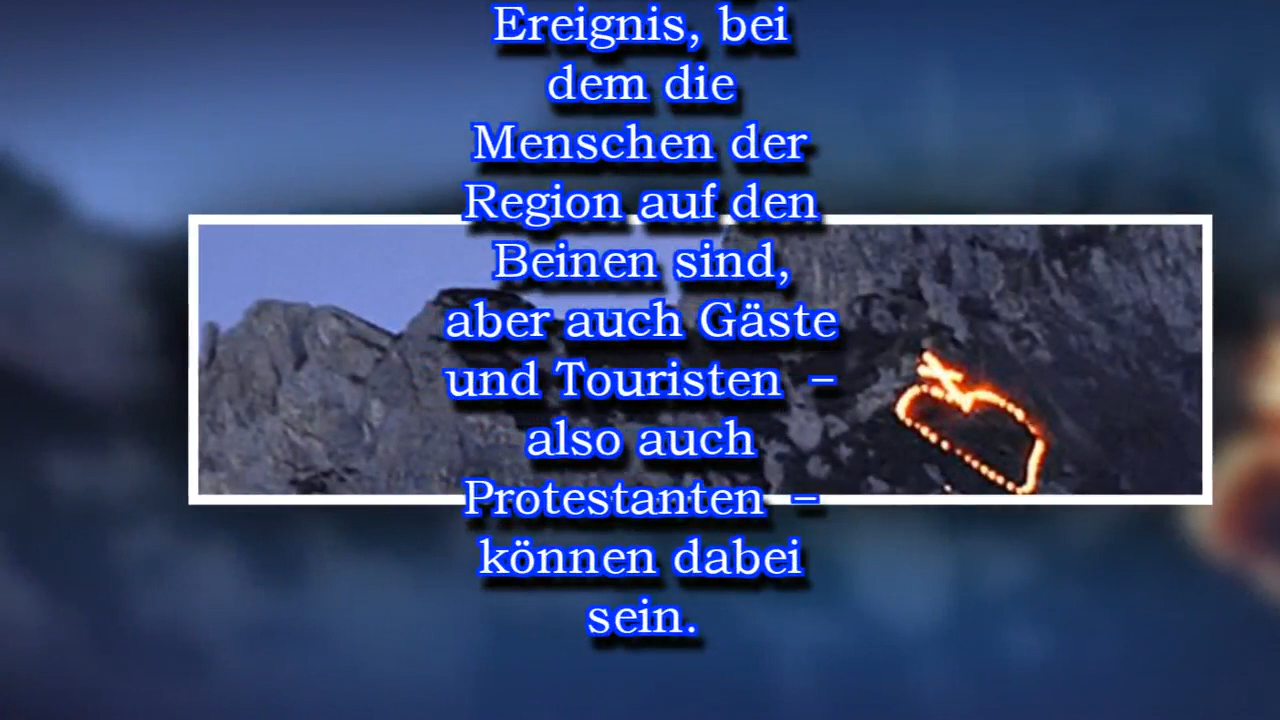 Ereignis, bei
dem die
Menschen der
Region auf den
Beinen sind,
aber auch Gäste
und Touristen –
also auch
Protestanten –
können dabei
sein.